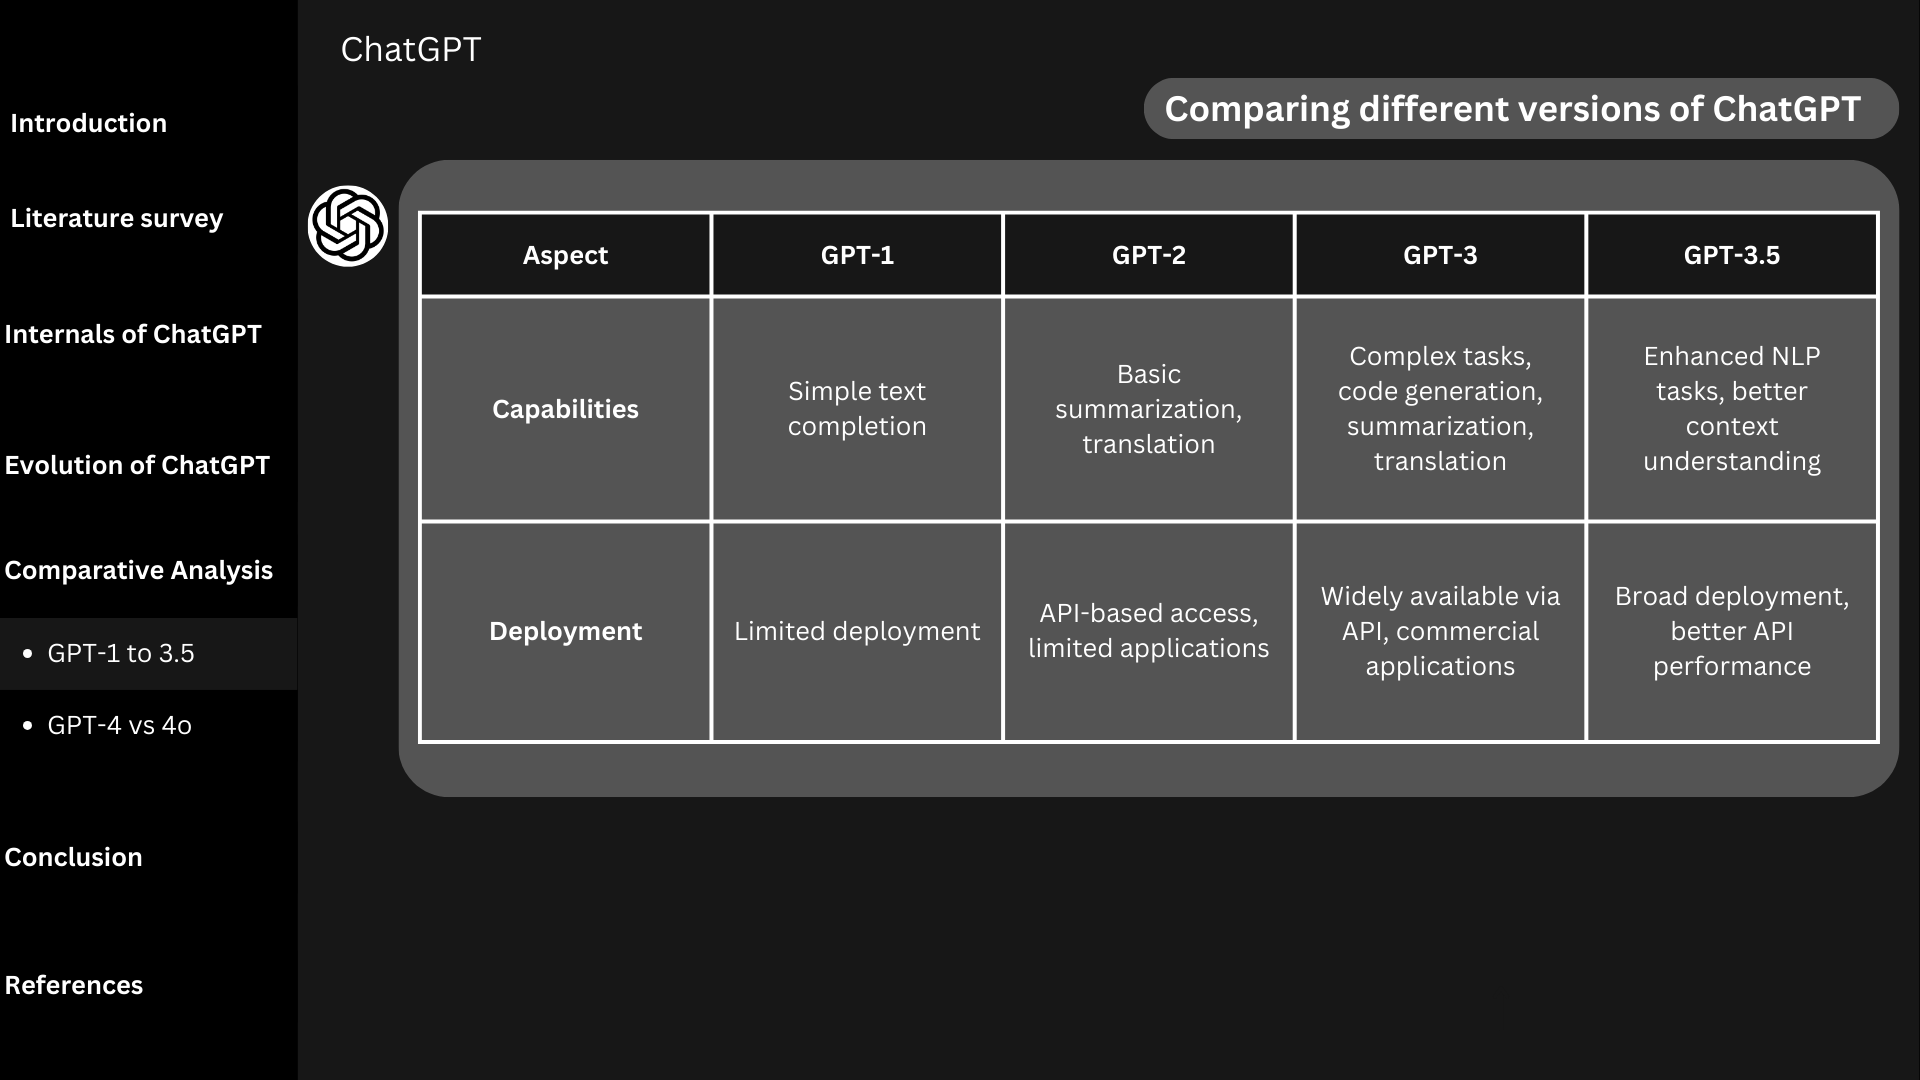 ChatGPT
Comparing different versions of ChatGPT
Introduction
Literature survey
Internals of ChatGPT
Evolution of ChatGPT
Comparative Analysis
• GPT-1 to 3.5
• GPT-4 vs 4o
Conclusion
References
Aspect
GPT-1
GPT-2
GPT-3
GPT-3.5
Capabilities
Simple text
completion
Basic
summarization,
translation
Complex tasks,
code generation,
summarization,
translation
Enhanced NLP
tasks, better
context
understanding
Deployment
Limited deployment
API-based access,
limited applications
Widely available via
API, commercial
applications
Broad deployment,
better API
performance